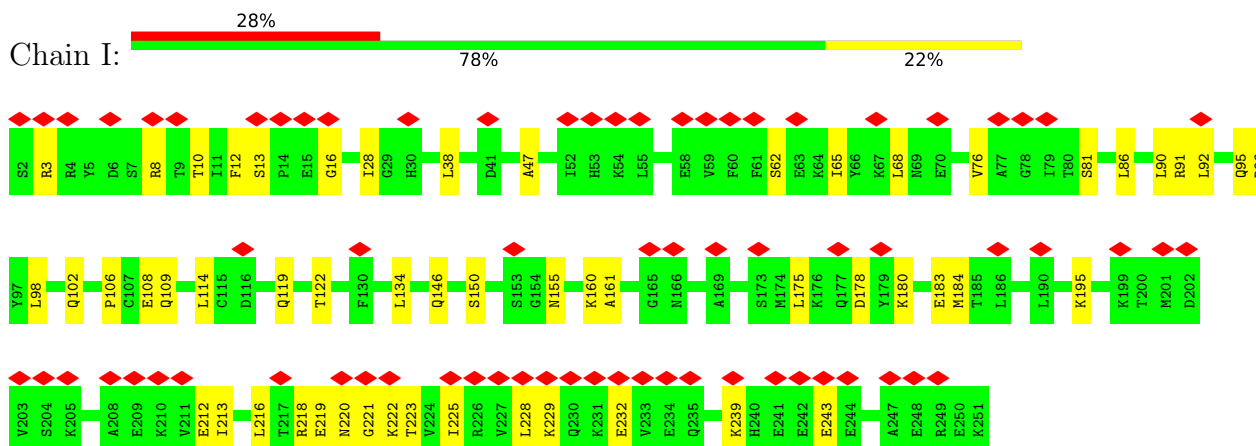 28%
Chain I:
78% 22%
S2 R3 R4 Y5 D6 S7 R8 T9 T10 I11 F12 S13 P14 E15 G16 I28 G29 H30 L38 D41 A47 I52 H53 K54 L55 E58 V59 F60 F61 S62 E63 K64 I65 Y66 K67 L68 N69 E70 V76 A77 G78 I79 T80 S81 L86 L90 R91 L92 Q95
Y97 L98 Q102 P106 C107 E108 Q109 L114 C115 D116 Q119 T122 F130 L134 Q146 S150 S153 G154 N155 K160 A161 G165 N166 A169 S173 M174 L175 K176 Q177 D178 Y179 K180 E183 M184 T185 L186 L190 K195 K199 T200 M201 D202
V203 S204 K205 A208 E209 K210 V211 E212 I213 L216 T217 R218 E219 N220 G221 K222 T223 V224 I225 R226 V227 L228 K229 Q230 K231 E232 V233 E234 Q235 K239 H240 E241 E242 E243 E244 A247 E248 R249 E250 K251